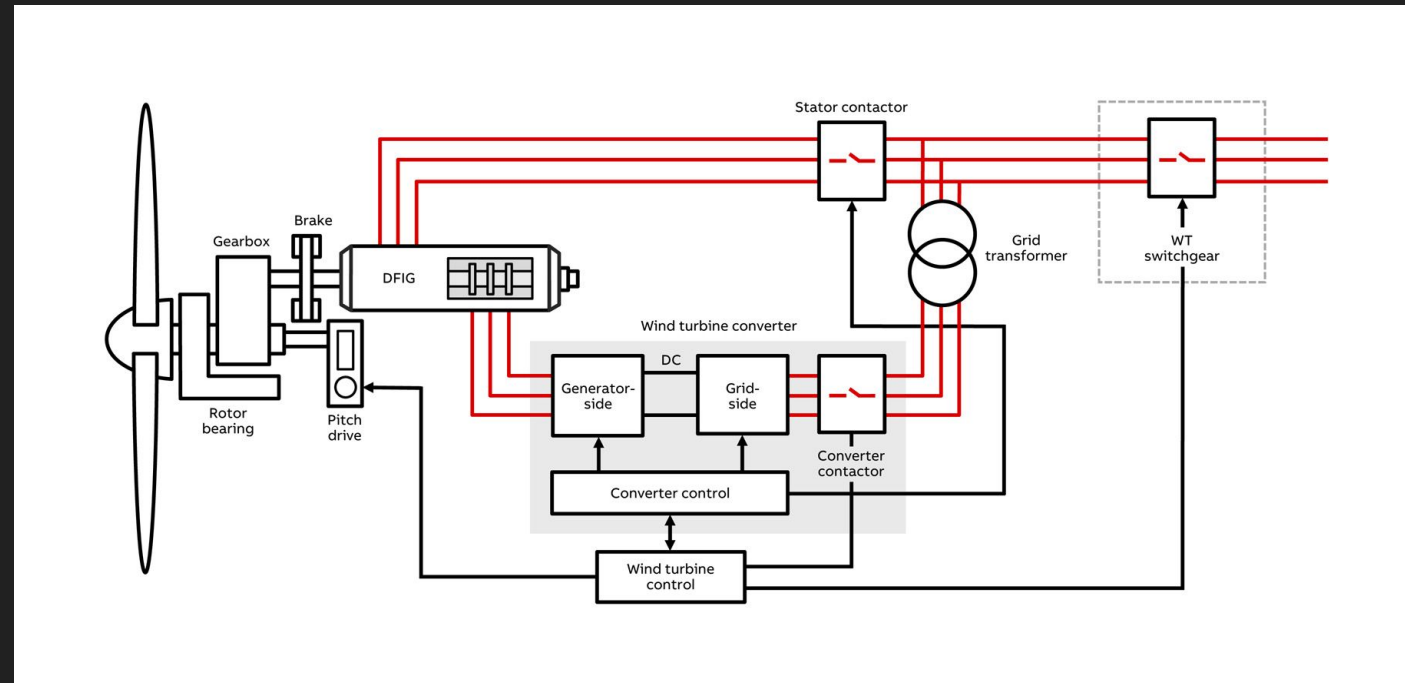 Stator contactor
Brake
Gearbox
DFIG
Grid
transformer
WT
switchgear
Wind turbine converter
DC
Generator-
side
Grid-
side
Rotor
bearing
Pitch
drive
Converter
contactor
Converter control
Wind turbine
control